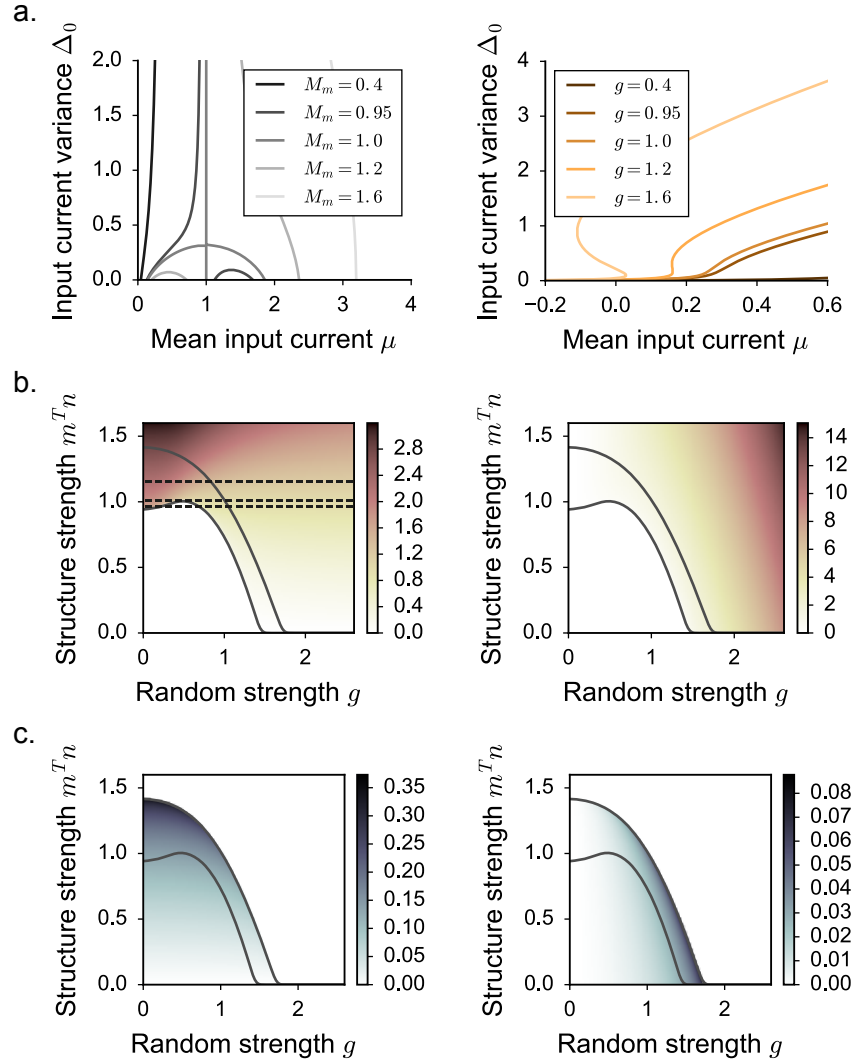 a.
Input current variance Δ₀
2.0
1.5
1.0
0.5
0.0
0 1 2 3 4
Mean input current μ
M_m = 0.4
M_m = 0.95
M_m = 1.0
M_m = 1.2
M_m = 1.6
Input current variance Δ₀
4
3
2
1
0
−0.2 0.0 0.2 0.4 0.6
Mean input current μ
g = 0.4
g = 0.95
g = 1.0
g = 1.2
g = 1.6
b.
Structure strength m^T n
1.5
1.0
0.5
0.0
0 1 2
Random strength g
2.8
2.4
2.0
1.6
1.2
0.8
0.4
0.0
Structure strength m^T n
1.5
1.0
0.5
0.0
0 1 2
Random strength g
14
12
10
8
6
4
2
0
c.
Structure strength m^T n
1.5
1.0
0.5
0.0
0 1 2
Random strength g
0.35
0.30
0.25
0.20
0.15
0.10
0.05
0.00
Structure strength m^T n
1.5
1.0
0.5
0.0
0 1 2
Random strength g
0.08
0.07
0.06
0.05
0.04
0.03
0.02
0.01
0.00